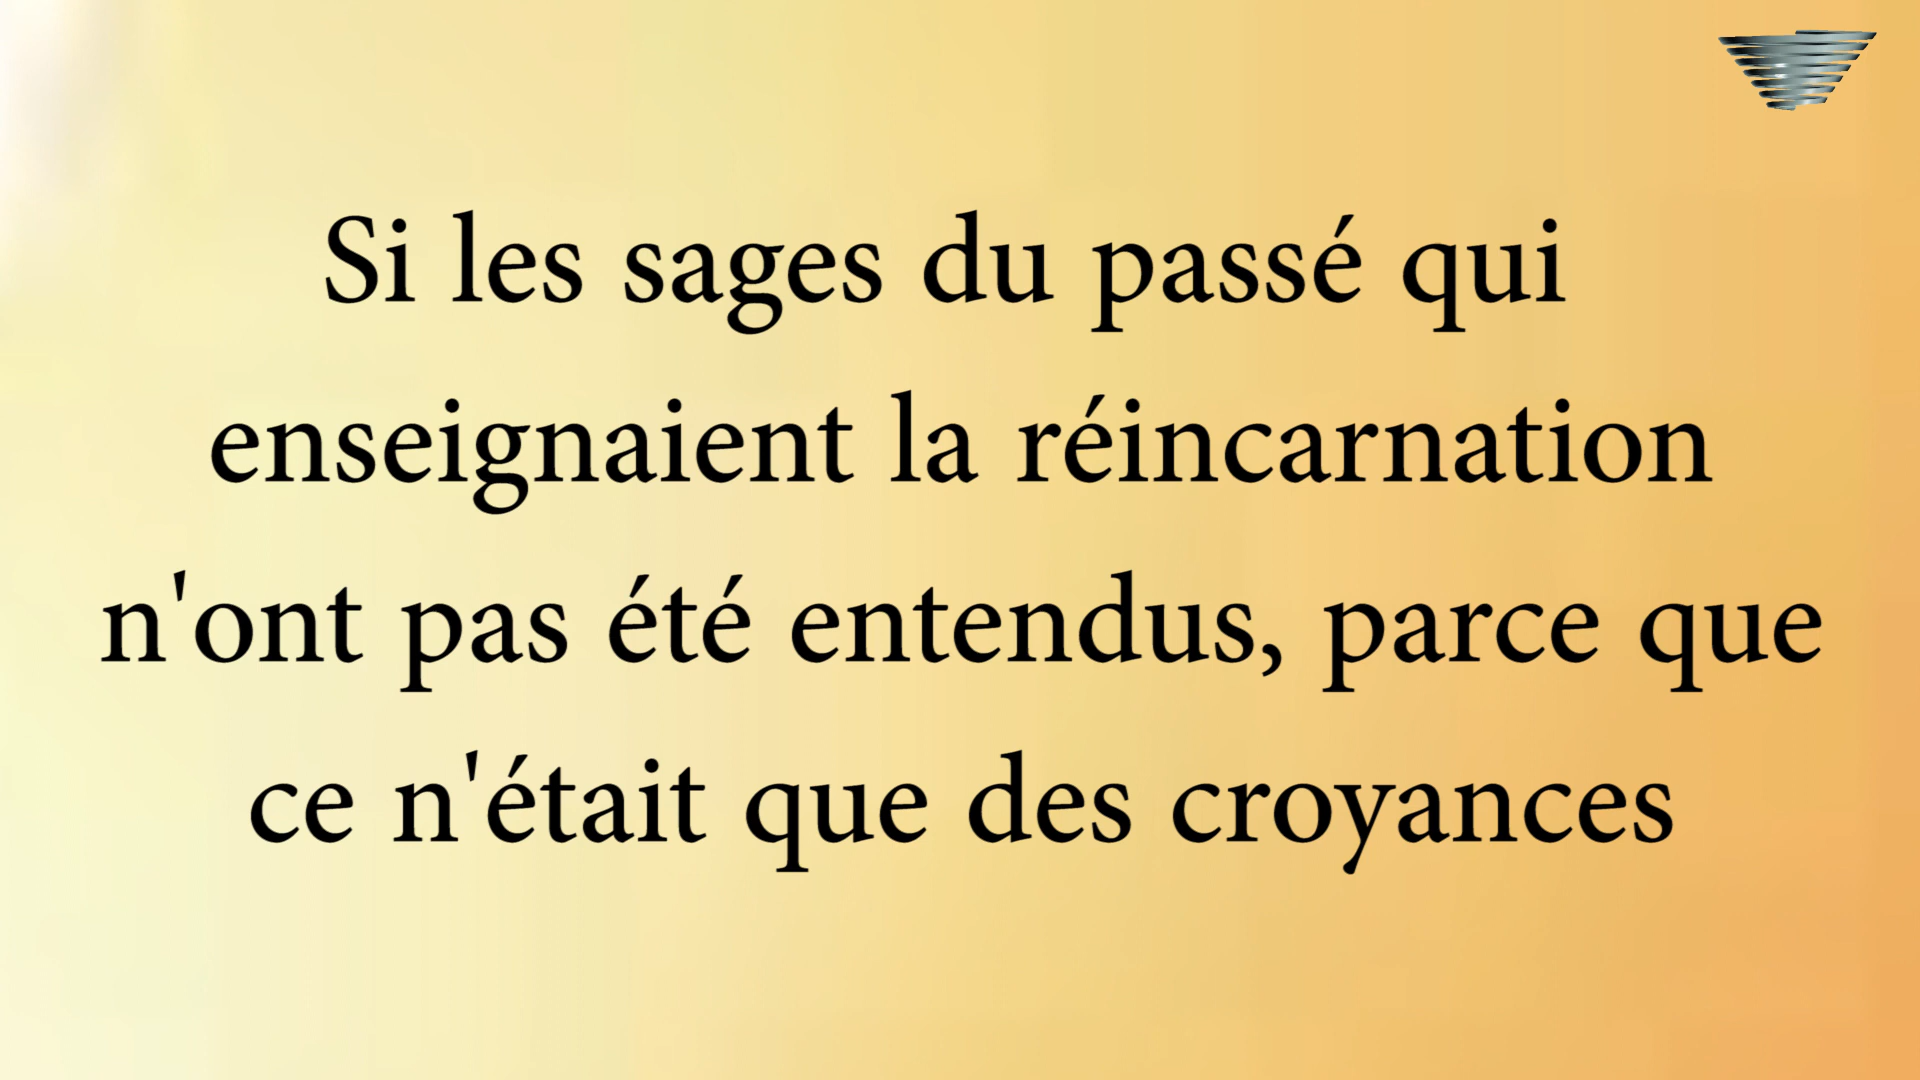 Si les sages du passé qui
enseignaient la réincarnation
n'ont pas été entendus, parce que
ce n'était que des croyances